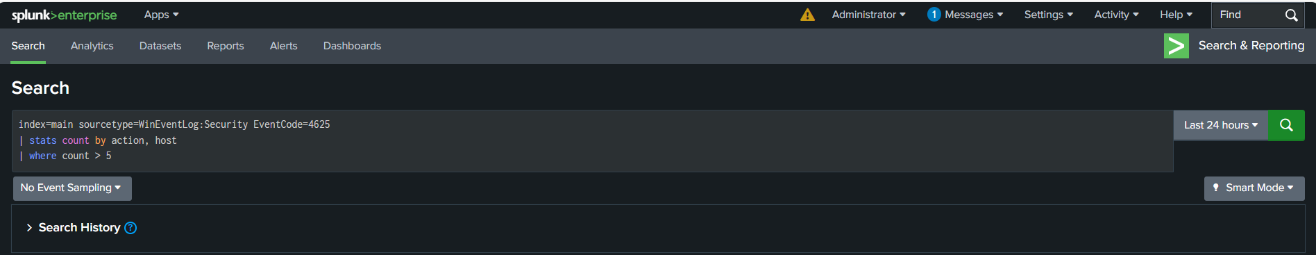 splunk>enterprise Apps Administrator 1 Messages Settings Activity Help Find
Search Analytics Datasets Reports Alerts Dashboards > Search & Reporting
Search
index=main sourcetype=WinEventLog:Security EventCode=4625
| stats count by action, host
| where count > 5
Last 24 hours
No Event Sampling Smart Mode
> Search History ?